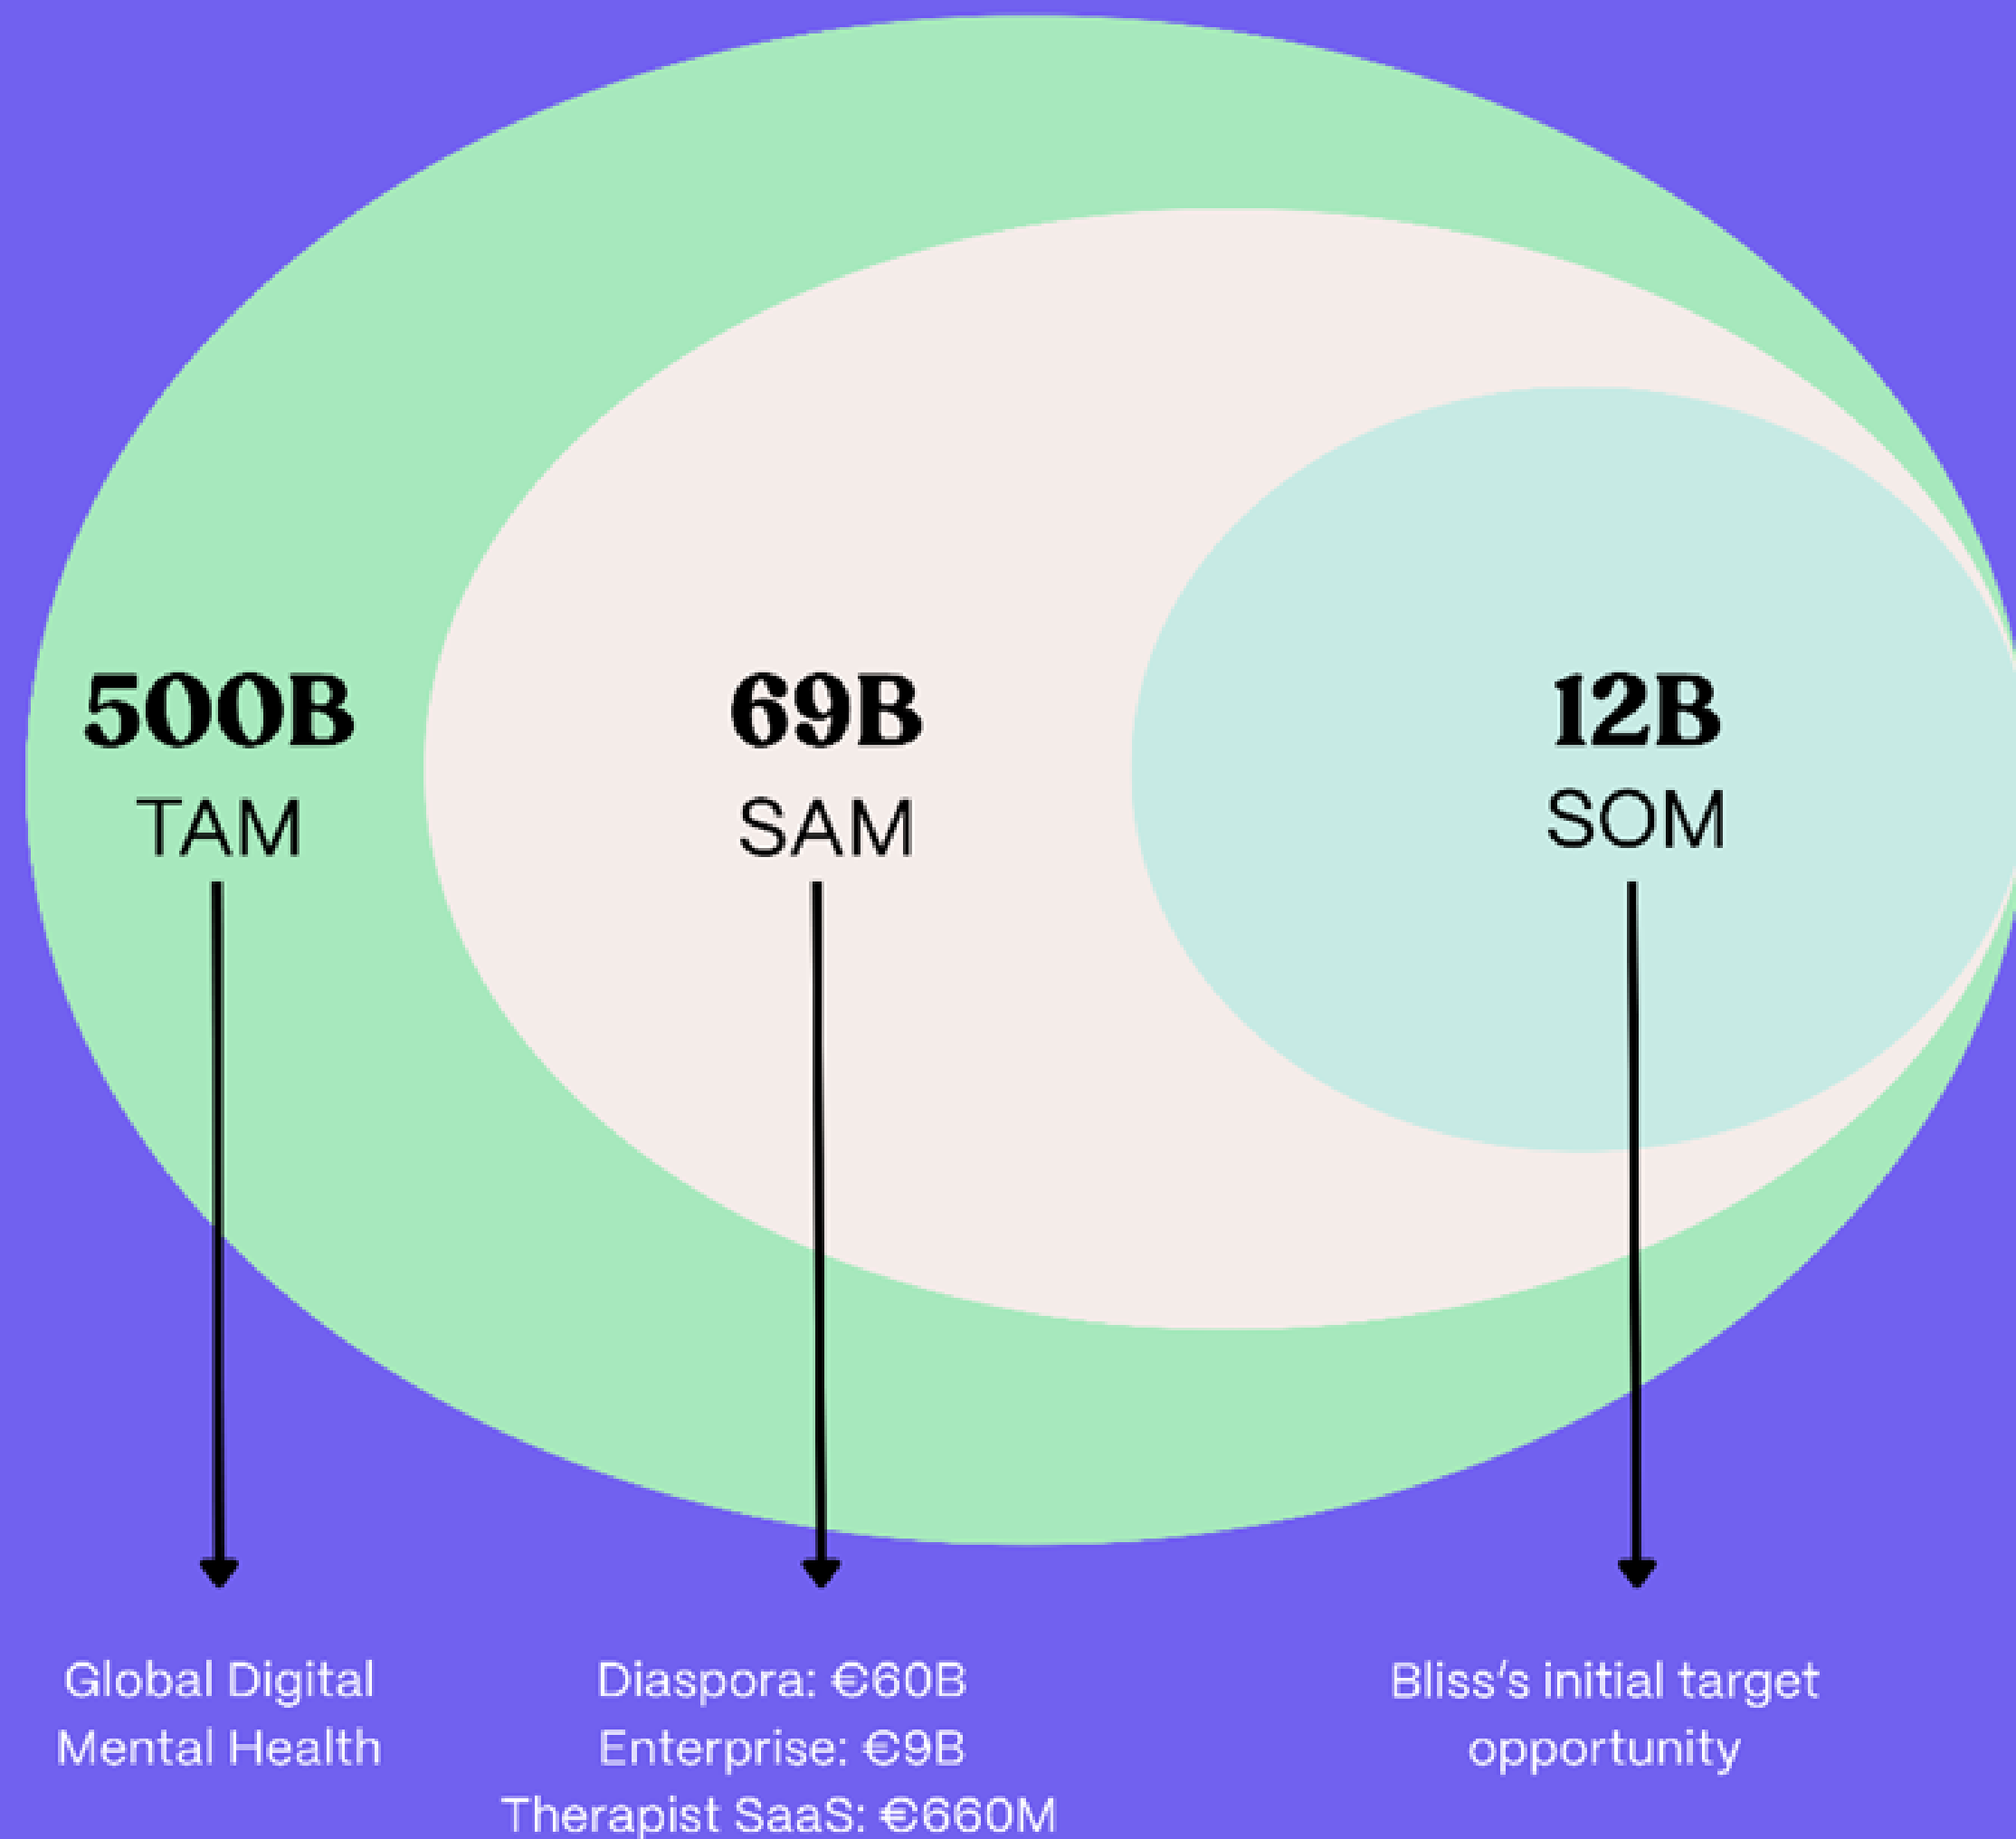 500B
TAM
69B
SAM
12B
SOM
Global Digital
Mental Health
Diaspora: €60B
Enterprise: €9B
Therapist SaaS: €660M
Bliss's initial target
opportunity